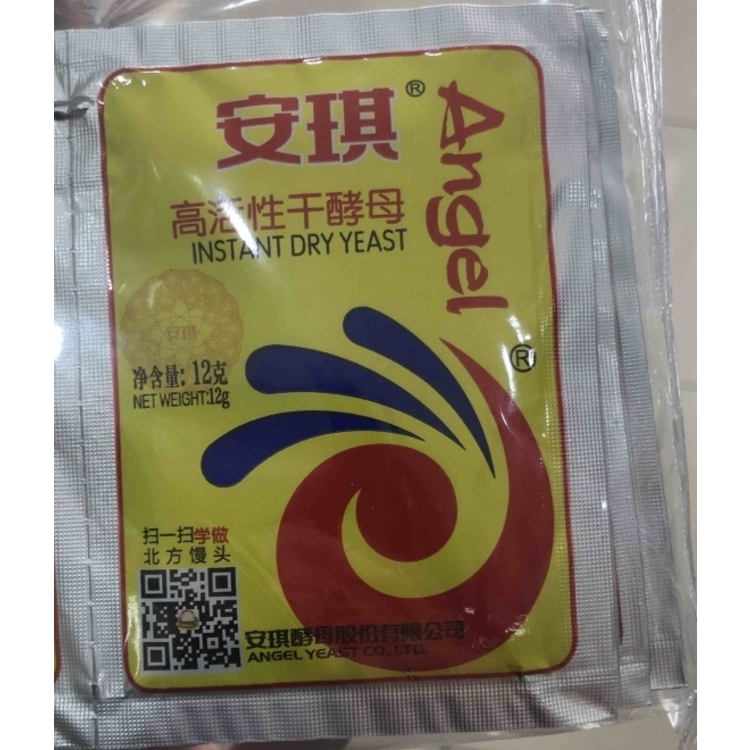 安琪®
Angel®
高活性干酵母
INSTANT DRY YEAST
安琪
净含量: 12克
NET WEIGHT:12g
扫一扫学做
北方馒头
安琪酵母股份有限公司
ANGEL YEAST CO., LTD.